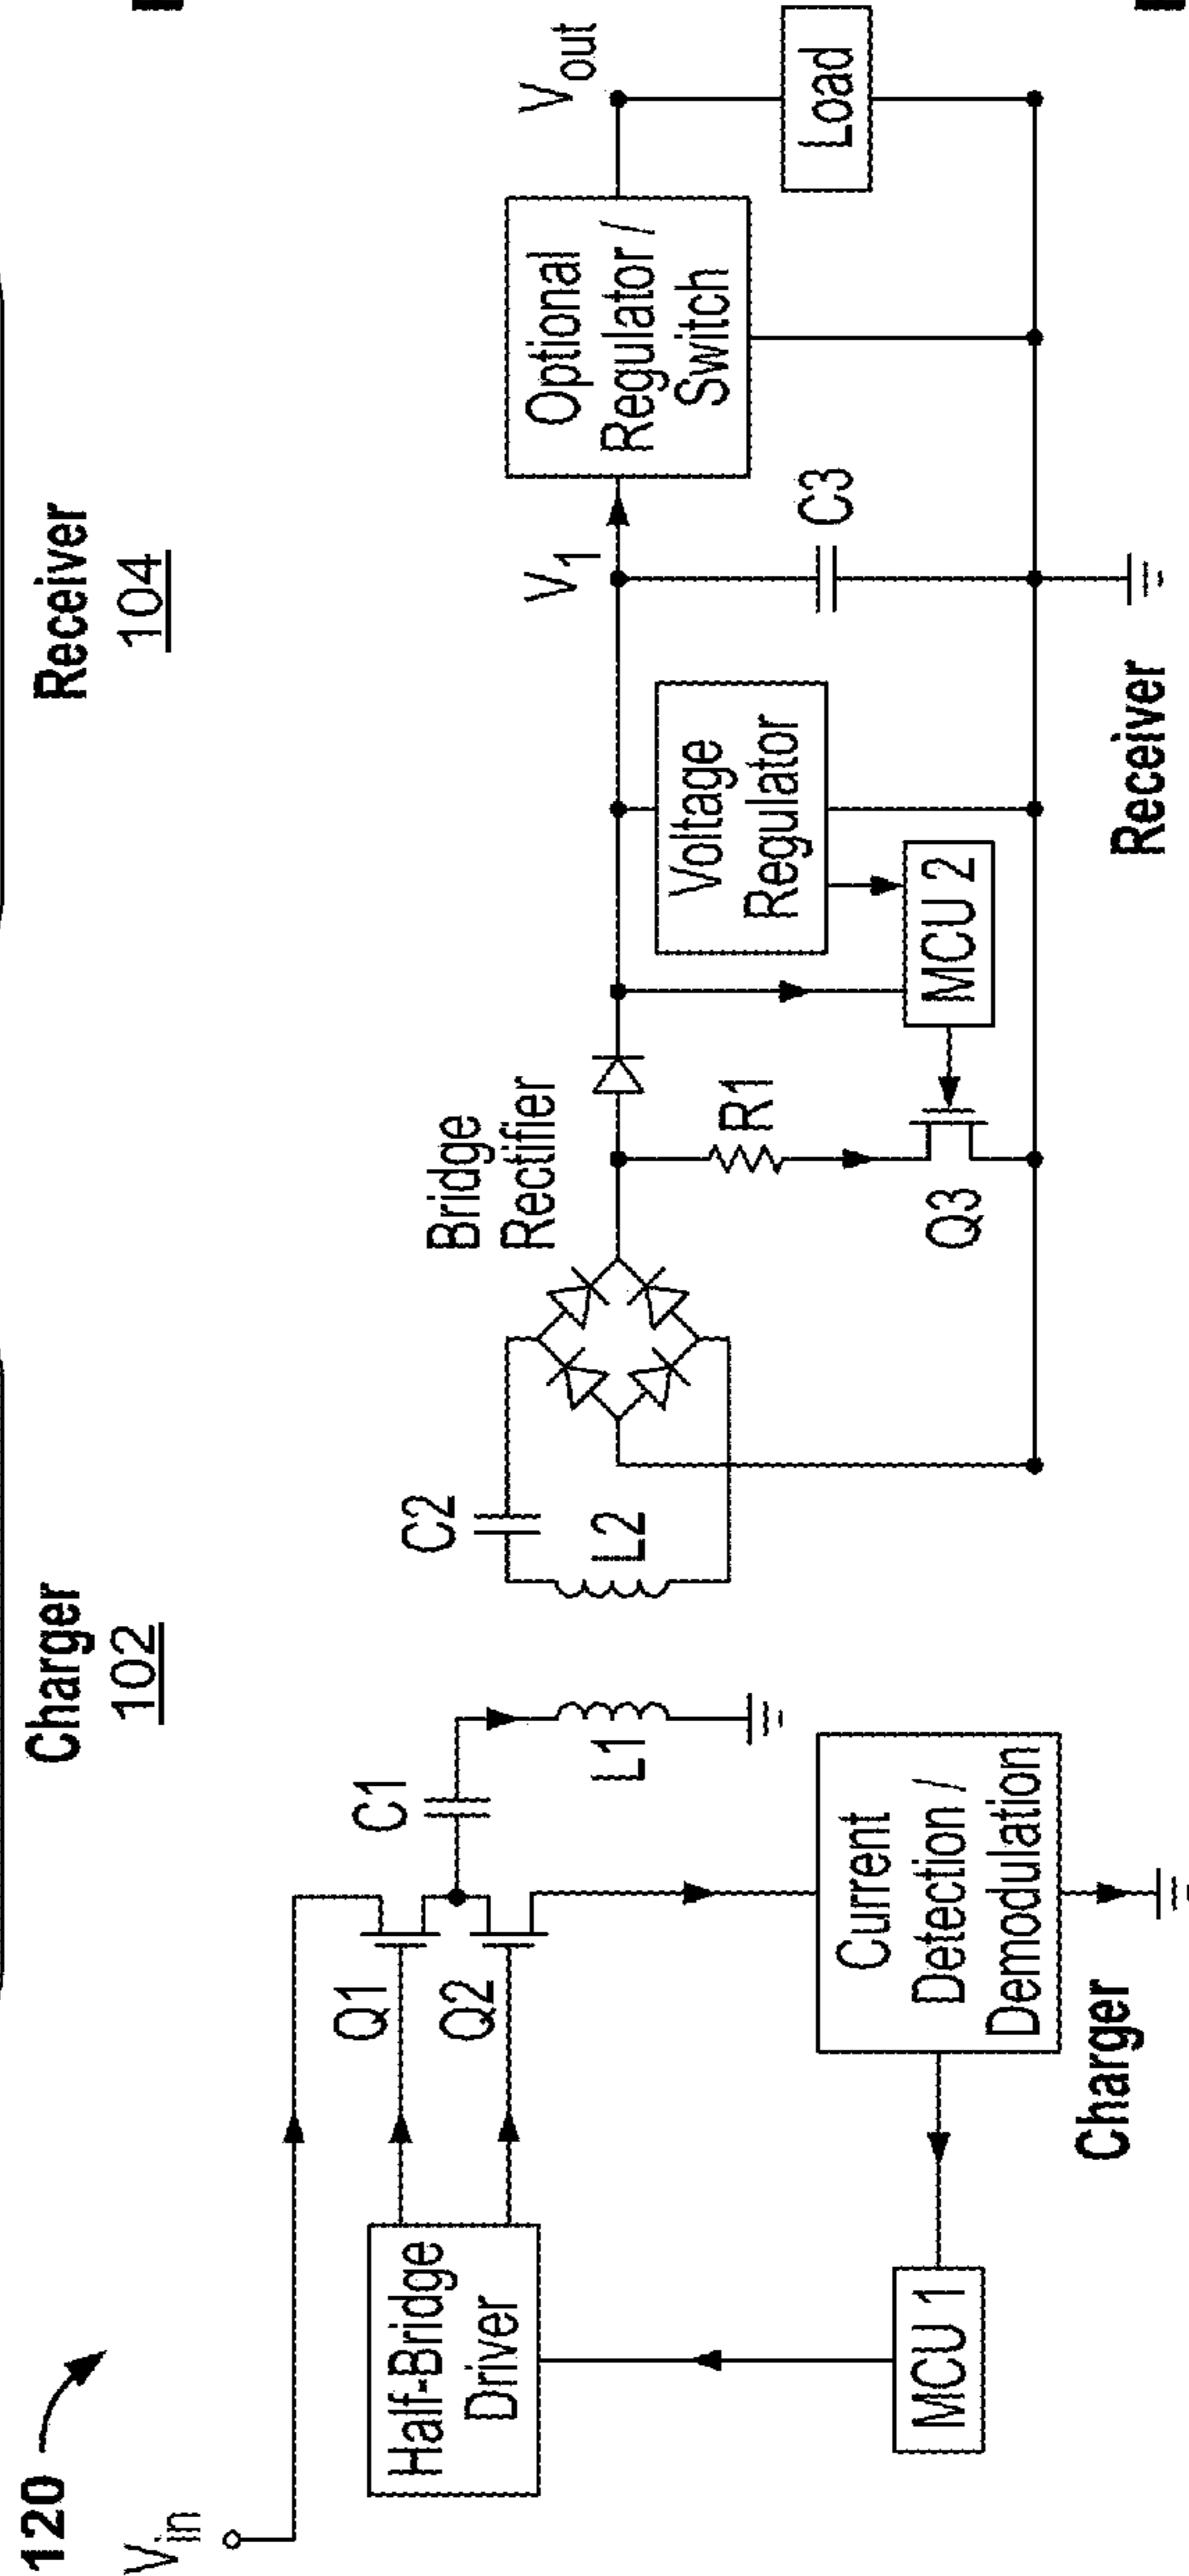 Charger
102
Receiver
104
120
Vin
Half-Bridge
Driver
MCU 1
Q1
Q2
C1
L1
Current
Detection /
Demodulation
Charger
C2
L2
Bridge
Rectifier
R1
Q3
MCU 2
Voltage
Regulator
V1
C3
Optional
Regulator /
Switch
Vout
Load
Receiver